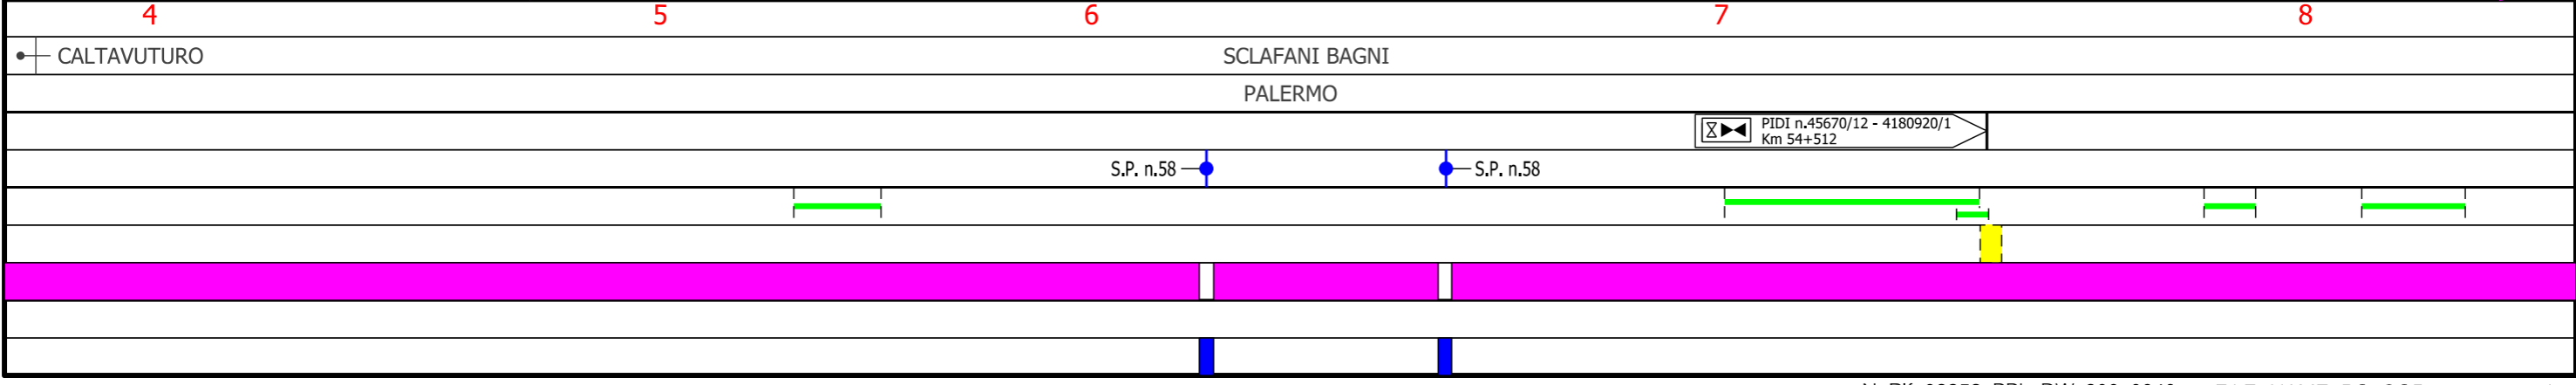 4 5 6 7 8
CALTAVUTURO SCLAFANI BAGNI
PALERMO
PIDI n.45670/12 - 4180920/1
Km 54+512
S.P. n.58 S.P. n.58